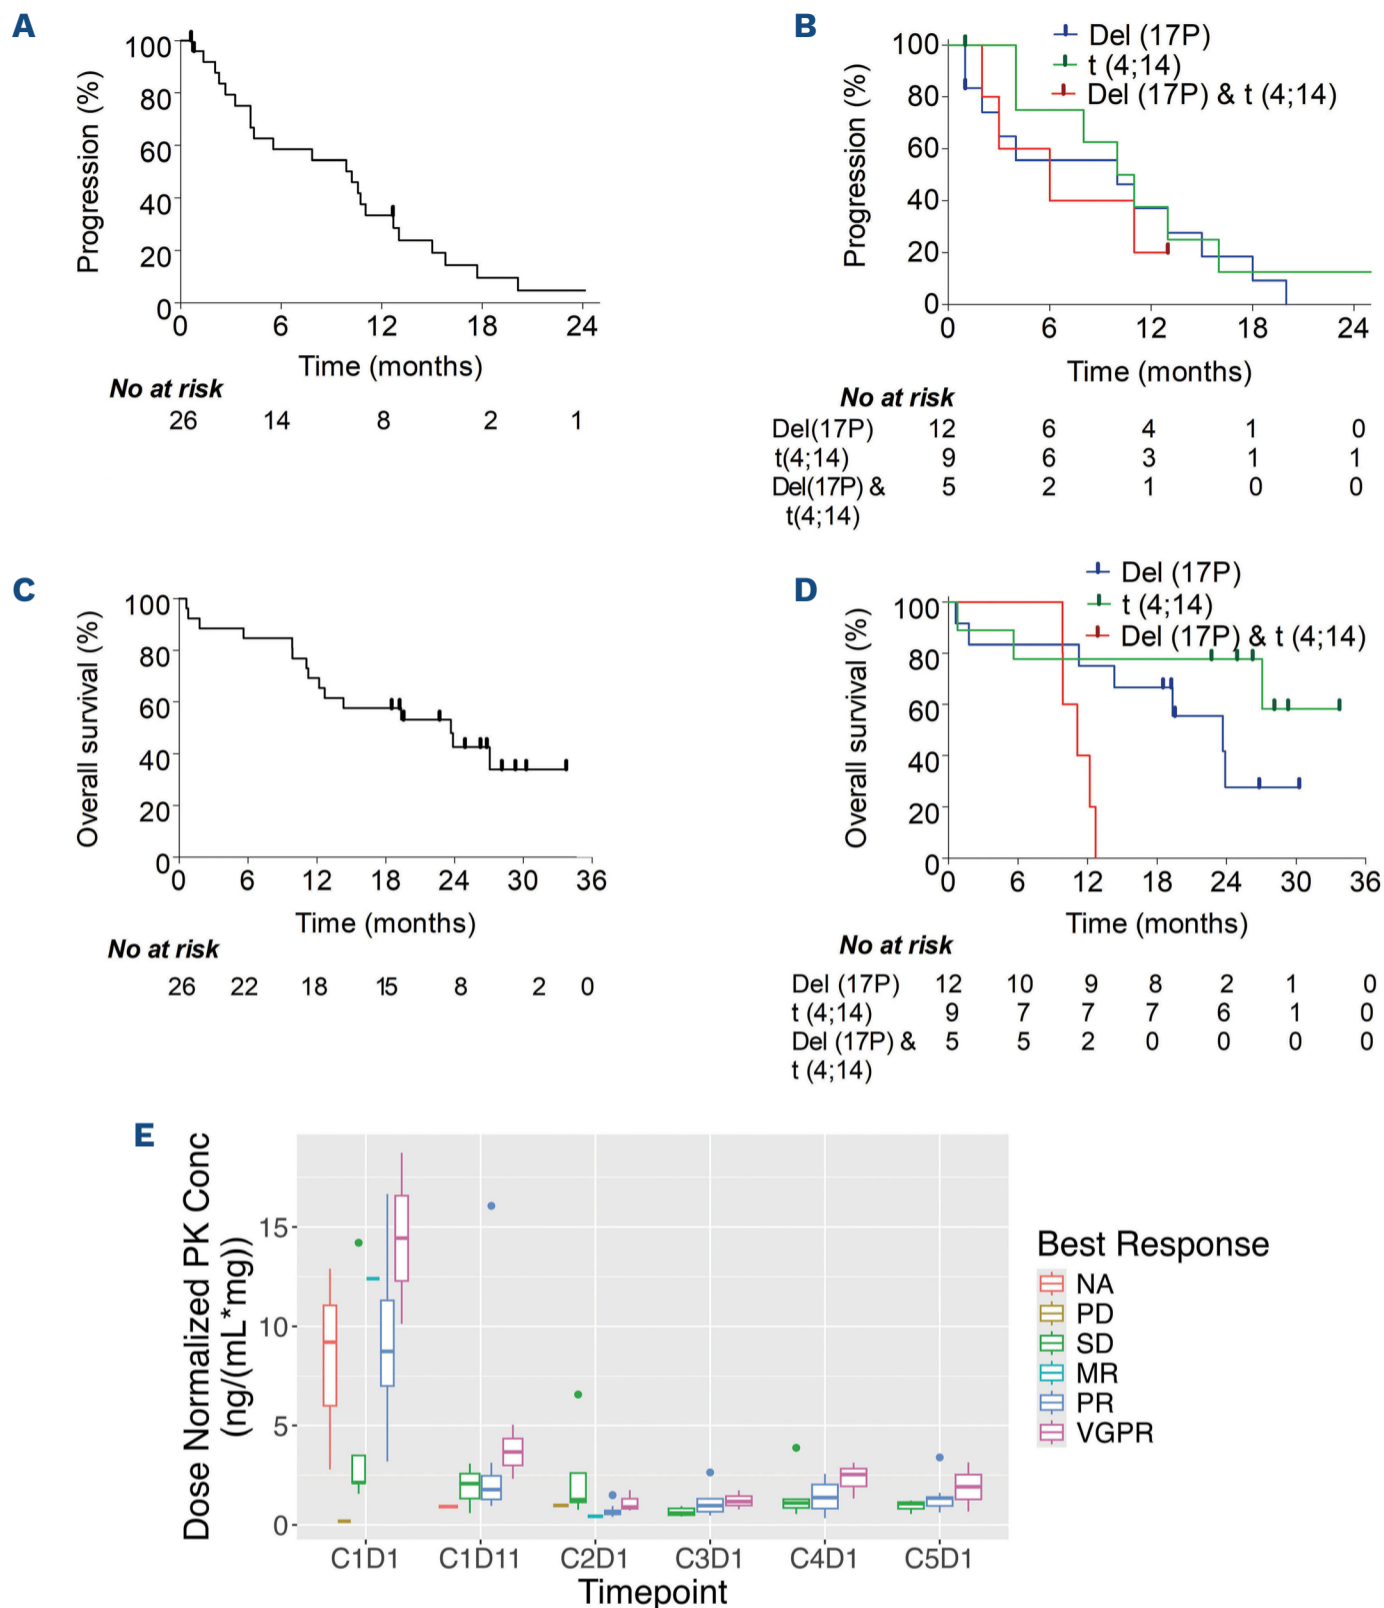 A
Progression (%)
100
80
60
40
20
0
0 6 12 18 24
Time (months)
No at risk
26 14 8 2 1
B
Del (17P)
t (4;14)
Del (17P) & t (4;14)
Progression (%)
100
80
60
40
20
0
0 6 12 18 24
Time (months)
No at risk
Del(17P) 12 6 4 1 0
t(4;14) 9 6 3 1 1
Del(17P) & 5 2 1 0 0
t(4;14)
C
Overall survival (%)
100
80
60
40
20
0
0 6 12 18 24 30 36
Time (months)
No at risk
26 22 18 15 8 2 0
D
Del (17P)
t (4;14)
Del (17P) & t (4;14)
Overall survival (%)
100
80
60
40
20
0
0 6 12 18 24 30 36
Time (months)
No at risk
Del (17P) 12 10 9 8 2 1 0
t (4;14) 9 7 7 7 6 1 0
Del (17P) & 5 5 2 0 0 0 0
t (4;14)
E
Dose Normalized PK Conc
(ng/(mL*mg))
15
10
5
0
C1D1 C1D11 C2D1 C3D1 C4D1 C5D1
Timepoint
Best Response
NA
PD
SD
MR
PR
VGPR